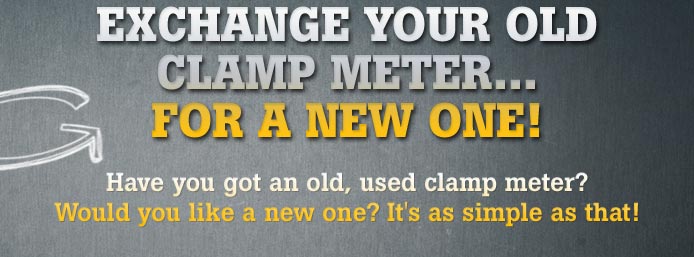 EXCHANGE YOUR OLD
CLAMP METER...
FOR A NEW ONE!
Have you got an old, used clamp meter?
Would you like a new one? It's as simple as that!